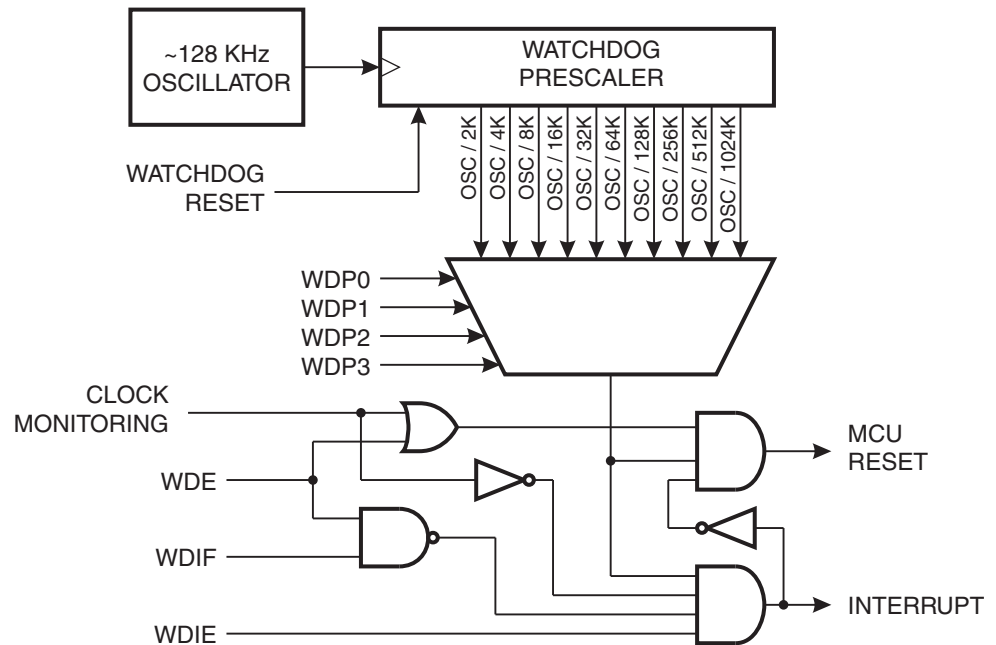 ~128 KHz
OSCILLATOR
WATCHDOG
PRESCALER
WATCHDOG
RESET
OSC / 2K
OSC / 4K
OSC / 8K
OSC / 16K
OSC / 32K
OSC / 64K
OSC / 128K
OSC / 256K
OSC / 512K
OSC / 1024K
WDP0
WDP1
WDP2
WDP3
CLOCK
MONITORING
MCU
RESET
WDE
WDIF
INTERRUPT
WDIE